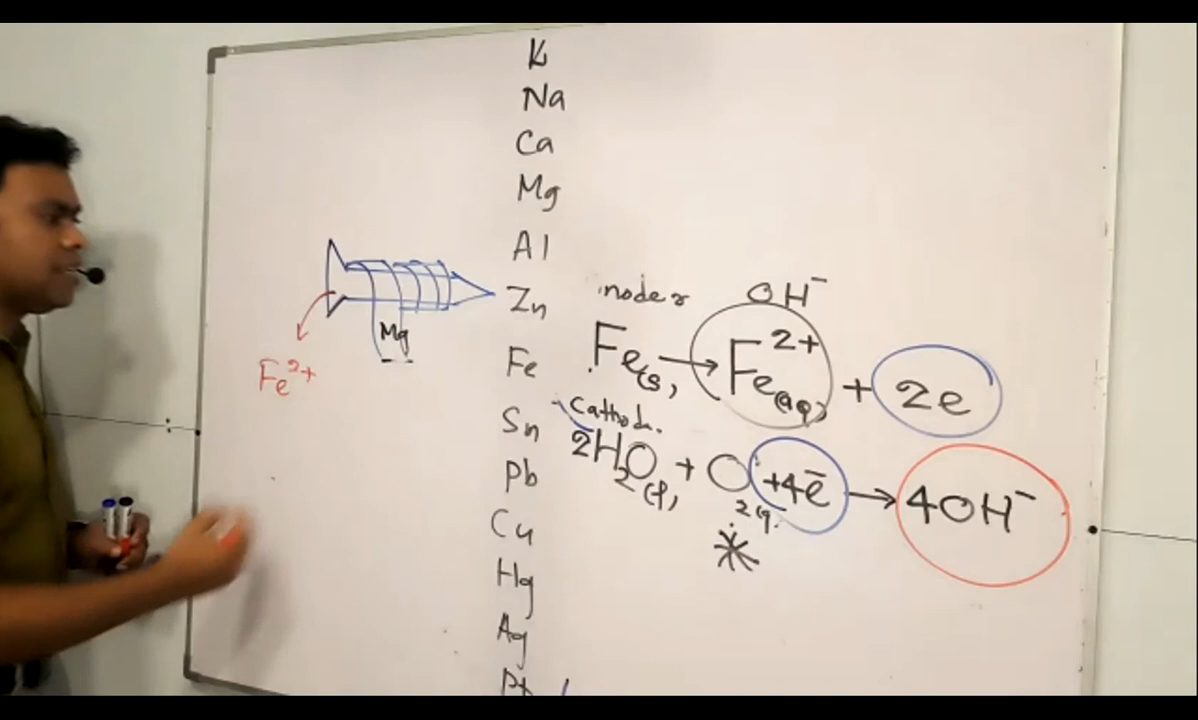 K
Na
Ca
Mg
Al
Zn
Fe
Sn
Pb
Cu
Hg
Ag
Pt
Mg
Fe²⁺
OH⁻
Fe(s) → Fe²⁺(aq) + 2e
Cathode.
2H₂O(l) + O₂(g) + 4e⁻ → 4OH⁻